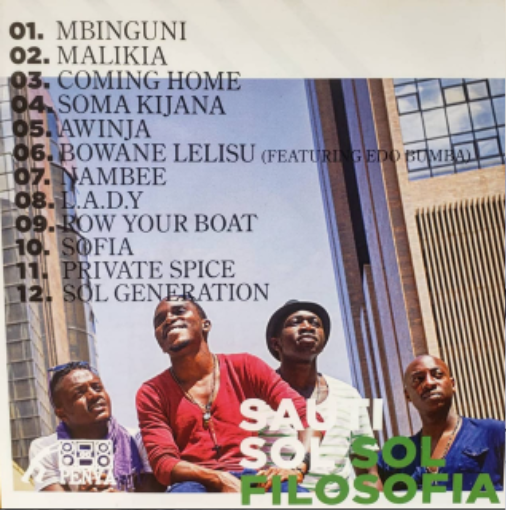 01. MBINGUNI
02. MALIKIA
03. COMING HOME
04. SOMA KIJANA
05. AWINJA
06. BOWANE LELISU (FEATURING EDO BUMBA)
07. NAMBEE
08. L.A.D.Y
09. ROW YOUR BOAT
10. SOFIA
11. PRIVATE SPICE
12. SOL GENERATION
PENYA
SAUTI
SOL SOL
FILOSOFIA